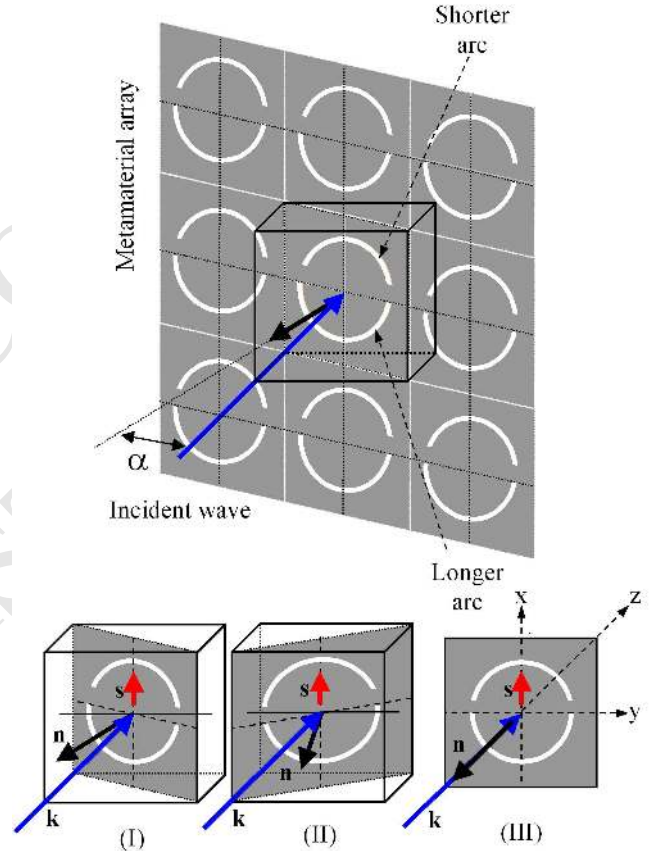 Shorter
arc
Metamaterial array
α
Incident wave
Longer
arc
x
z
s
s
s
y
n
n
n
k
k
k
(I)
(II)
(III)